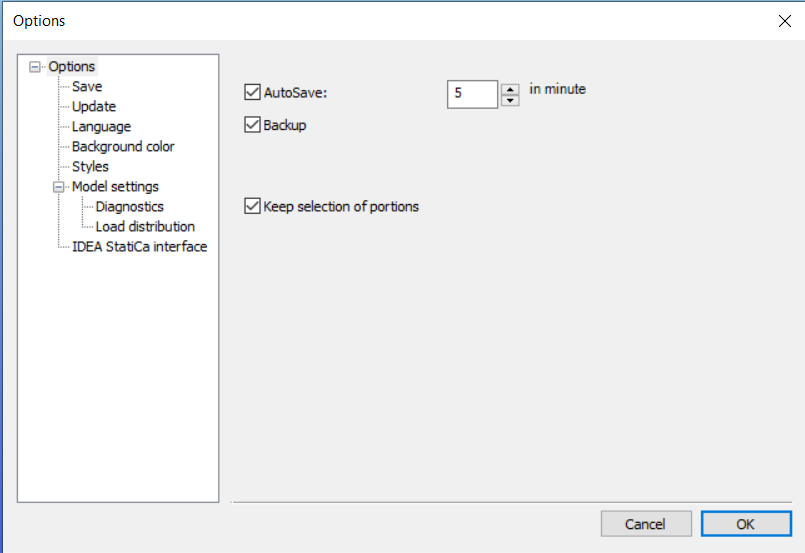 Options
Options
Save
Update
Language
Background color
Styles
Model settings
Diagnostics
Load distribution
IDEA StatiCa interface
AutoSave: 5 in minute
Backup
Keep selection of portions
Cancel OK